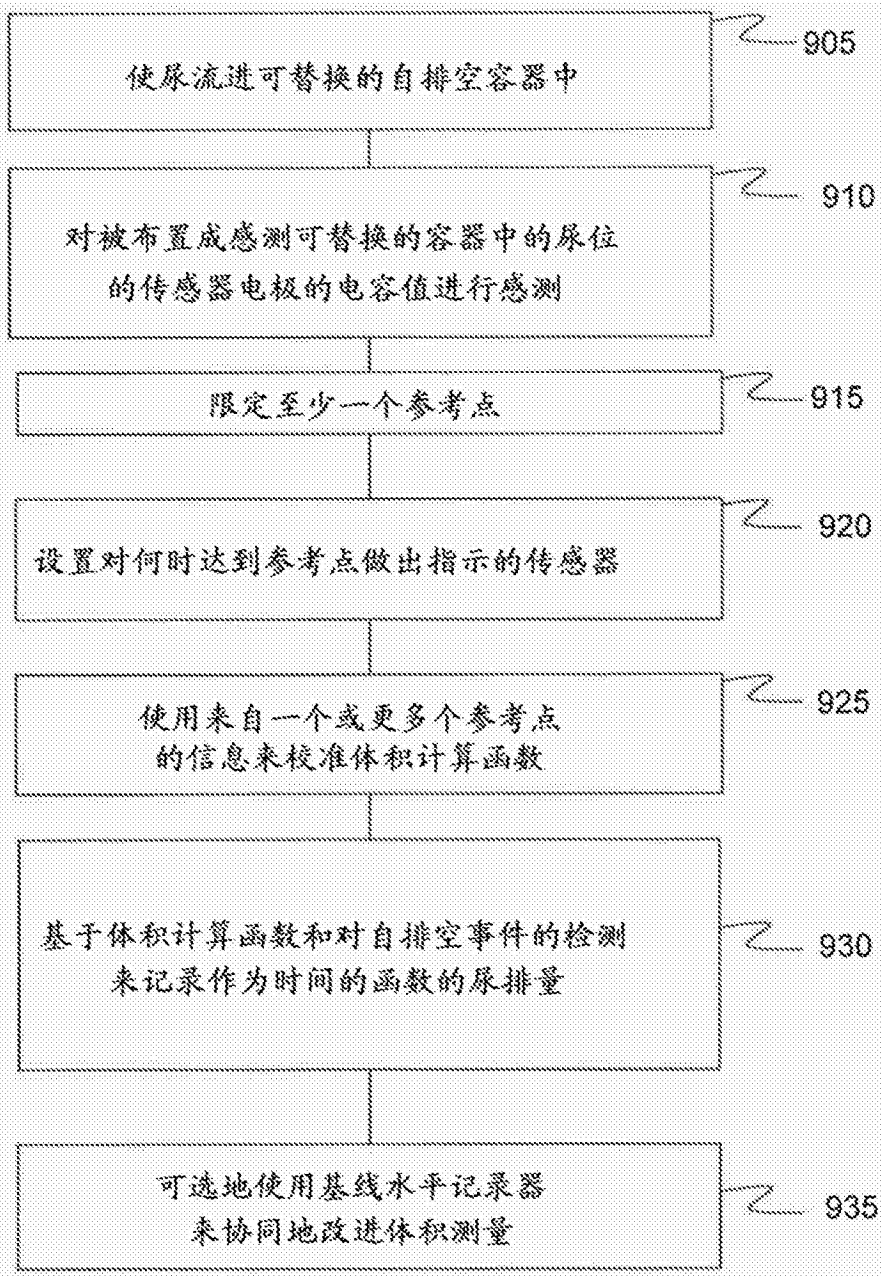 使尿流进可替换的自排空容器中
905
对被布置成感测可替换的容器中的尿位
的传感器电极的电容值进行感测
910
限定至少一个参考点
915
设置对何时达到参考点做出指示的传感器
920
使用来自一个或更多个参考点
的信息来校准体积计算函数
925
基于体积计算函数和对自排空事件的检测
来记录作为时间的函数的尿排量
930
可选地使用基线水平记录器
来协同地改进体积测量
935